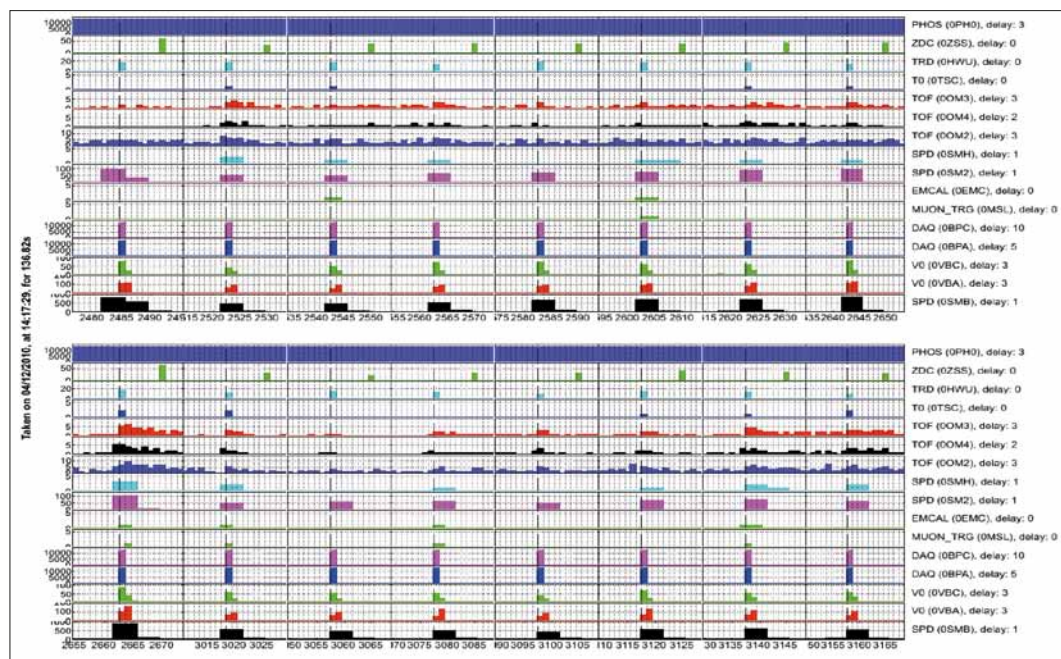 Taken on 04/12/2010, at 14:17:29, for 136.82s
PHOS (0PH0), delay: 3
ZDC (0ZSS), delay: 0
TRD (0HWU), delay: 0
T0 (0TSC), delay: 0
TOF (0OM3), delay: 3
TOF (0OM4), delay: 2
TOF (0OM2), delay: 3
SPD (0SMH), delay: 1
SPD (0SM2), delay: 1
EMCAL (0EMC), delay: 0
MUON_TRG (0MSL), delay: 0
DAQ (0BPC), delay: 10
DAQ (0BPA), delay: 5
V0 (0VBC), delay: 3
V0 (0VBA), delay: 3
SPD (0SMB), delay: 1
2480 2485 2490 2520 2525 2530 2540 2545 2550 2560 2565 2570 2580 2585 2590 2600 2605 2610 2620 2625 2630 2640 2645 2650
PHOS (0PH0), delay: 3
ZDC (0ZSS), delay: 0
TRD (0HWU), delay: 0
T0 (0TSC), delay: 0
TOF (0OM3), delay: 3
TOF (0OM4), delay: 2
TOF (0OM2), delay: 3
SPD (0SMH), delay: 1
SPD (0SM2), delay: 1
EMCAL (0EMC), delay: 0
MUON_TRG (0MSL), delay: 0
DAQ (0BPC), delay: 10
DAQ (0BPA), delay: 5
V0 (0VBC), delay: 3
V0 (0VBA), delay: 3
SPD (0SMB), delay: 1
2655 2660 2665 2670 3015 3020 3025 3055 3060 3065 3080 3085 3095 3100 3105 3115 3120 3125 3135 3140 3145 3155 3160 3165